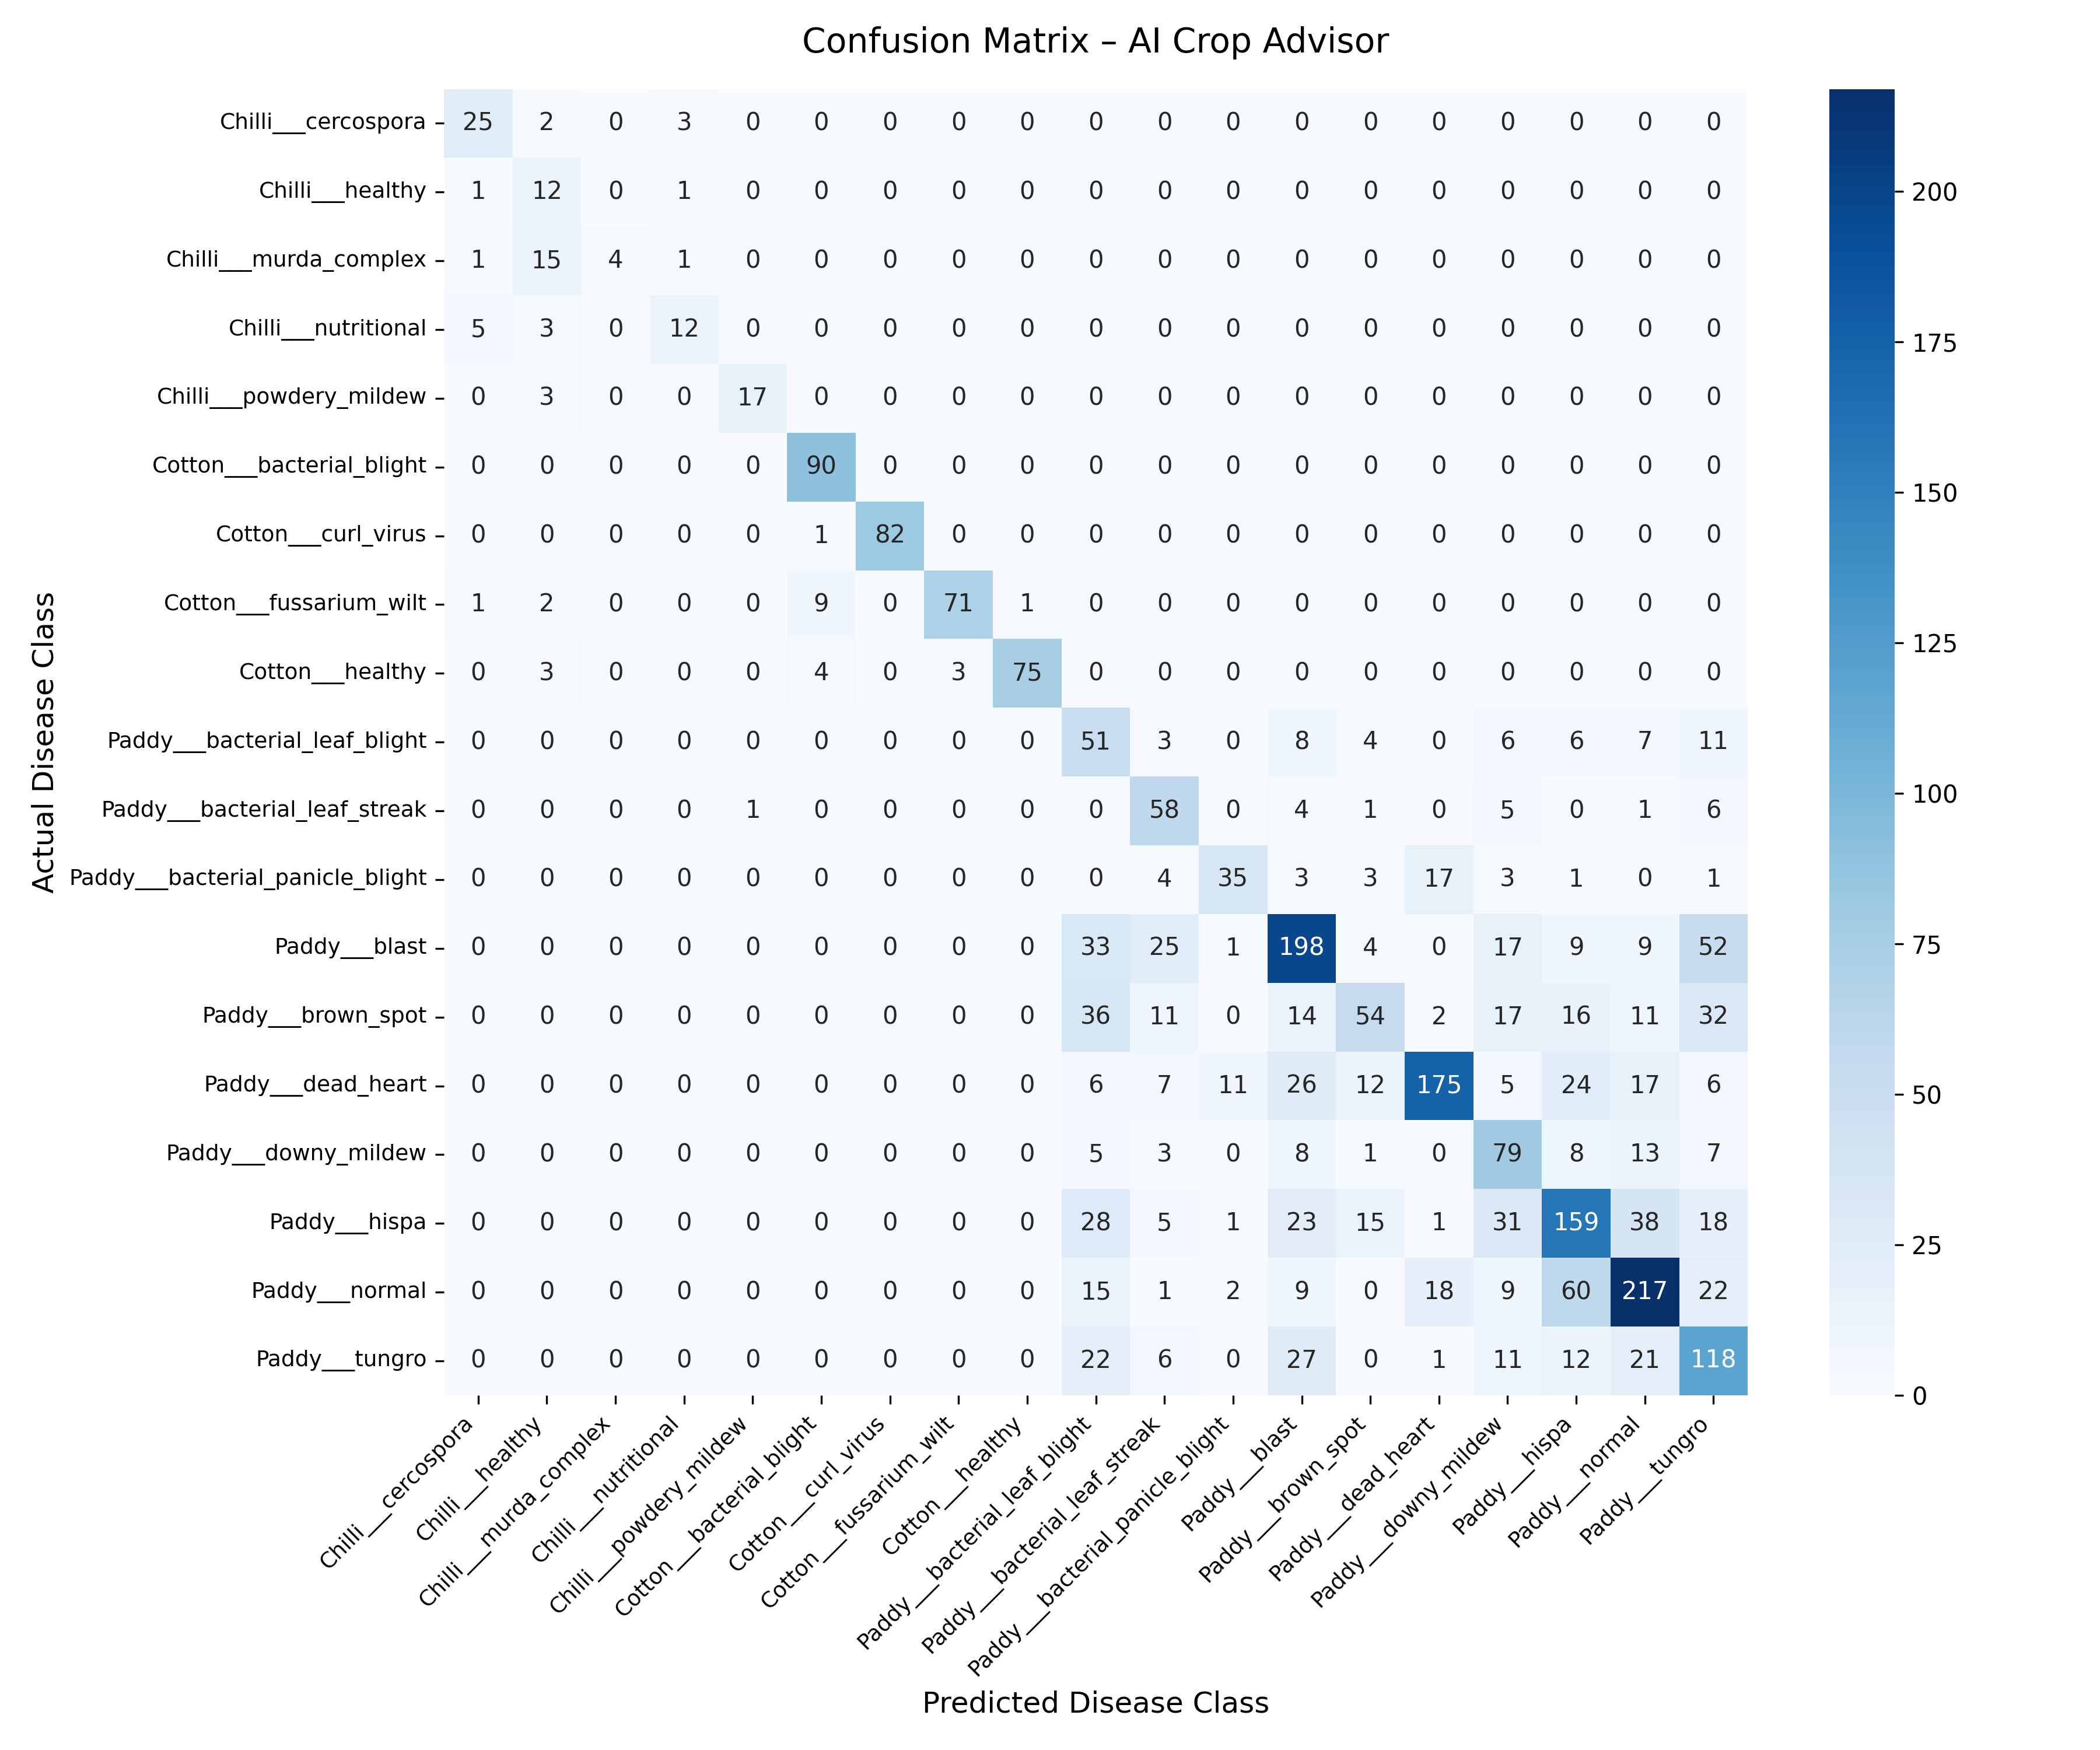 Confusion Matrix – AI Crop Advisor
Chilli___cercospora 25 2 0 3 0 0 0 0 0 0 0 0 0 0 0 0 0 0 0
Chilli___healthy 1 12 0 1 0 0 0 0 0 0 0 0 0 0 0 0 0 0 0
Chilli___murda_complex 1 15 4 1 0 0 0 0 0 0 0 0 0 0 0 0 0 0 0
Chilli___nutritional 5 3 0 12 0 0 0 0 0 0 0 0 0 0 0 0 0 0 0
Chilli___powdery_mildew 0 3 0 0 17 0 0 0 0 0 0 0 0 0 0 0 0 0 0
Cotton___bacterial_blight 0 0 0 0 0 90 0 0 0 0 0 0 0 0 0 0 0 0 0
Cotton___curl_virus 0 0 0 0 0 1 82 0 0 0 0 0 0 0 0 0 0 0 0
Cotton___fussarium_wilt 1 2 0 0 0 9 0 71 1 0 0 0 0 0 0 0 0 0 0
Cotton___healthy 0 3 0 0 0 4 0 3 75 0 0 0 0 0 0 0 0 0 0
Paddy___bacterial_leaf_blight 0 0 0 0 0 0 0 0 0 51 3 0 8 4 0 6 6 7 11
Paddy___bacterial_leaf_streak 0 0 0 0 1 0 0 0 0 0 58 0 4 1 0 5 0 1 6
Paddy___bacterial_panicle_blight 0 0 0 0 0 0 0 0 0 0 4 35 3 3 17 3 1 0 1
Paddy___blast 0 0 0 0 0 0 0 0 0 33 25 1 198 4 0 17 9 9 52
Paddy___brown_spot 0 0 0 0 0 0 0 0 0 36 11 0 14 54 2 17 16 11 32
Paddy___dead_heart 0 0 0 0 0 0 0 0 0 6 7 11 26 12 175 5 24 17 6
Paddy___downy_mildew 0 0 0 0 0 0 0 0 0 5 3 0 8 1 0 79 8 13 7
Paddy___hispa 0 0 0 0 0 0 0 0 0 28 5 1 23 15 1 31 159 38 18
Paddy___normal 0 0 0 0 0 0 0 0 0 15 1 2 9 0 18 9 60 217 22
Paddy___tungro 0 0 0 0 0 0 0 0 0 22 6 0 27 0 1 11 12 21 118
Actual Disease Class
Chilli___cercospora
Chilli___healthy
Chilli___murda_complex
Chilli___nutritional
Chilli___powdery_mildew
Cotton___bacterial_blight
Cotton___curl_virus
Cotton___fussarium_wilt
Cotton___healthy
Paddy___bacterial_leaf_blight
Paddy___bacterial_leaf_streak
Paddy___bacterial_panicle_blight
Paddy___blast
Paddy___brown_spot
Paddy___dead_heart
Paddy___downy_mildew
Paddy___hispa
Paddy___normal
Paddy___tungro
Predicted Disease Class
200
175
150
125
100
75
50
25
0